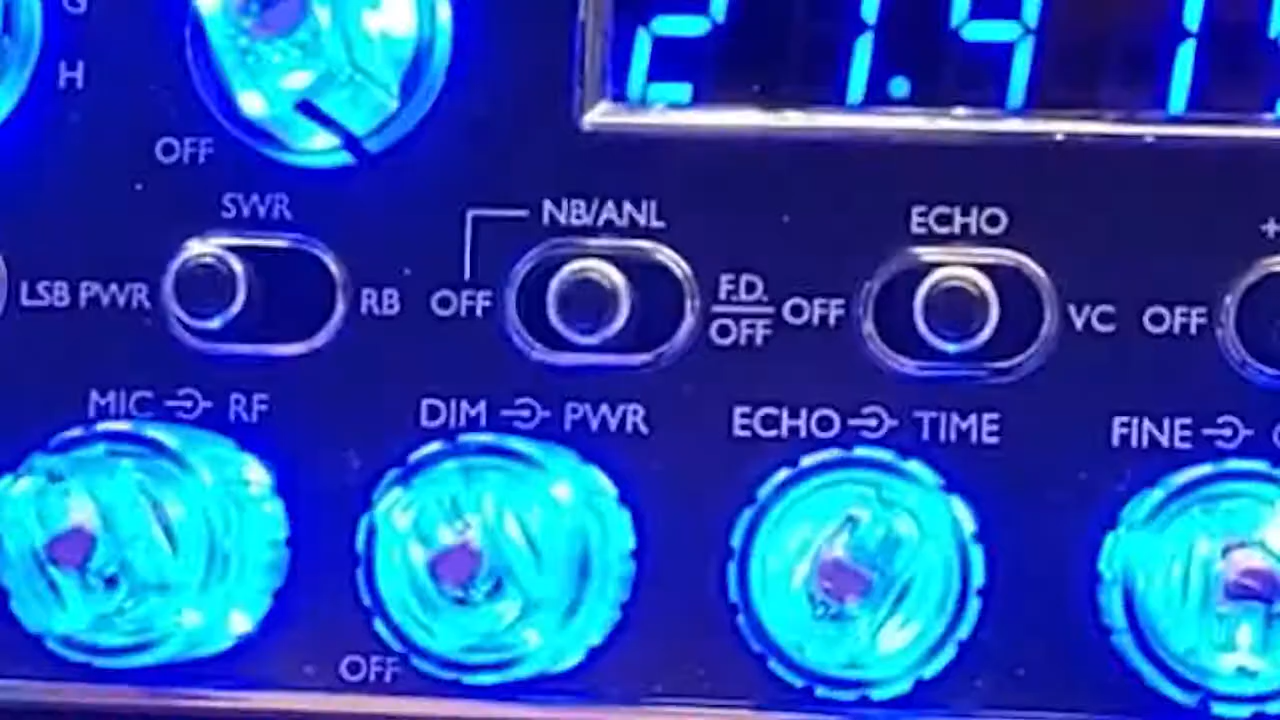 G
H
OFF
SWR
NB/ANL
ECHO
LSB PWR
RB
OFF
F.D.
OFF
OFF
VC
OFF
MIC RF
DIM PWR
ECHO TIME
FINE
OFF